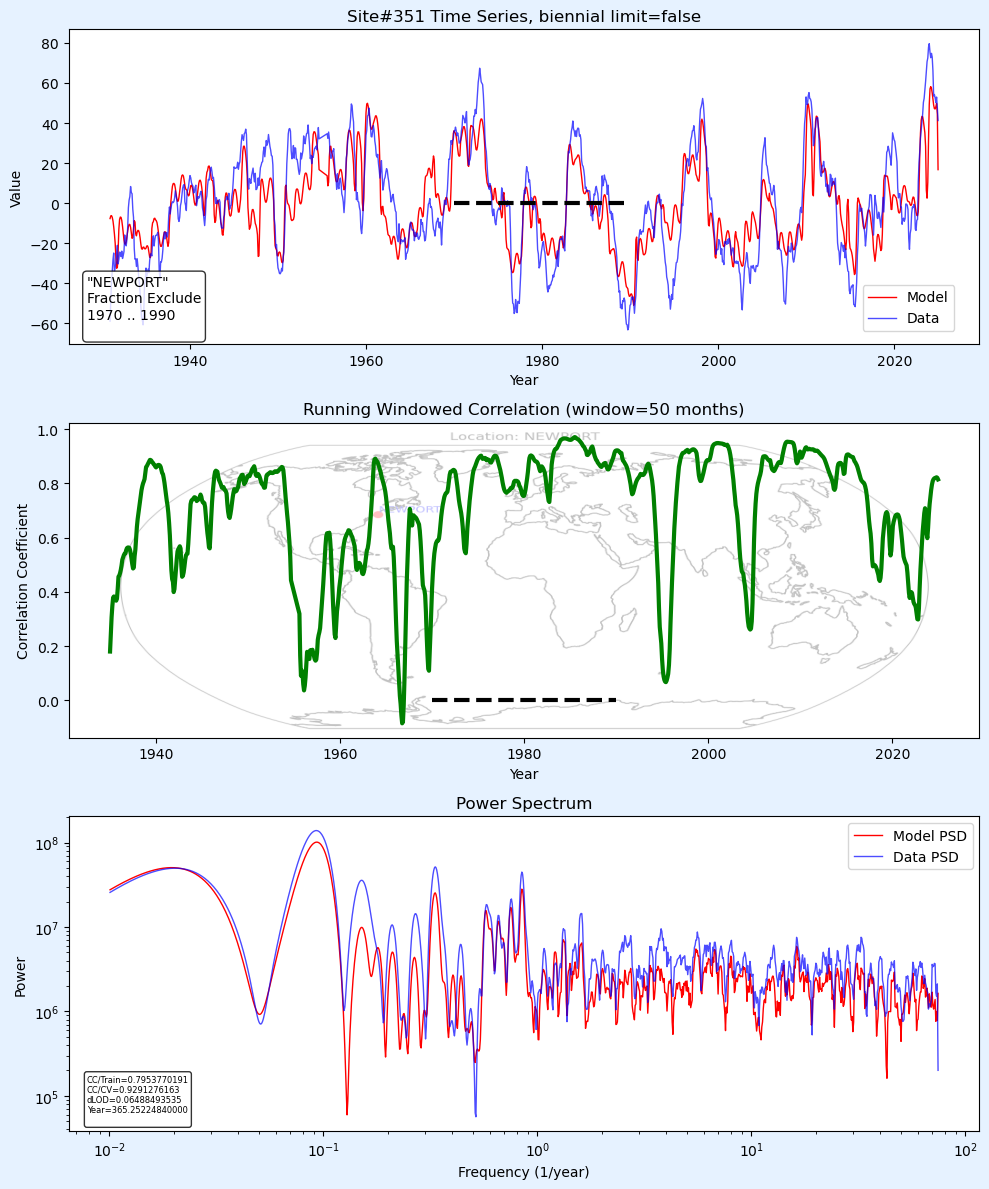 Site#351 Time Series, biennial limit=false
Value
80
60
40
20
0
−20
−40
−60
"NEWPORT"
Fraction Exclude
1970 .. 1990
Model
Data
1940
1960
1980
2000
2020
Year
Running Windowed Correlation (window=50 months)
Location: NEWPORT
NEWPORT
Correlation Coefficient
1.0
0.8
0.6
0.4
0.2
0.0
1940
1960
1980
2000
2020
Year
Power Spectrum
Model PSD
Data PSD
Power
10^8
10^7
10^6
10^5
CC/Train=0.7953770191
CC/CV=0.9291276163
dLOD=0.06488493535
Year=365.25224840000
10^−2
10^−1
10^0
10^1
10^2
Frequency (1/year)